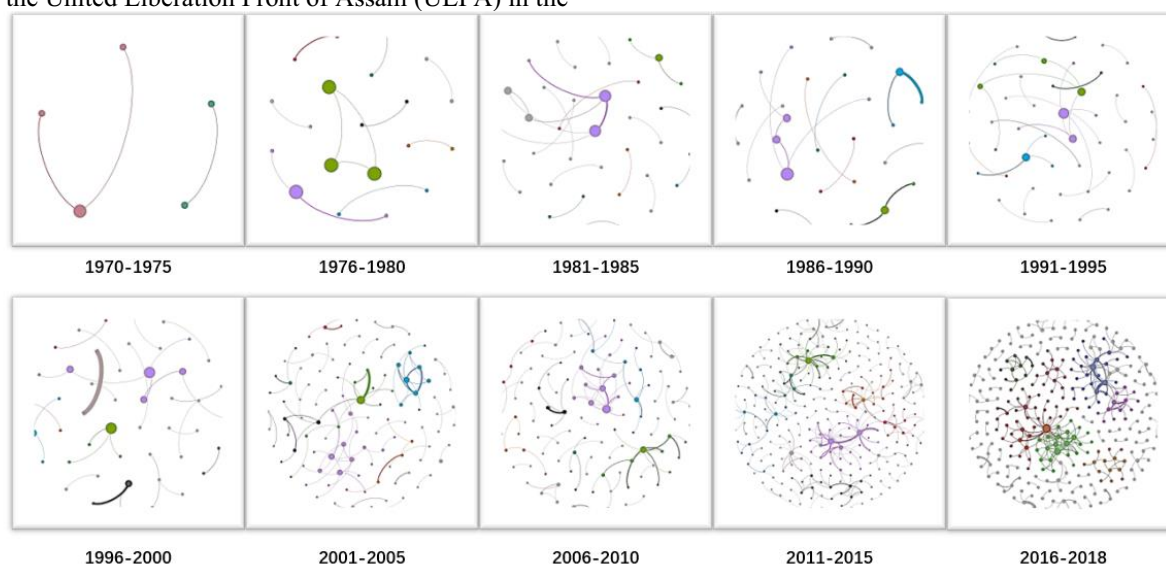 the United Liberation Front of Assam (ULFA) in the
1970-1975 1976-1980 1981-1985 1986-1990 1991-1995
1996-2000 2001-2005 2006-2010 2011-2015 2016-2018